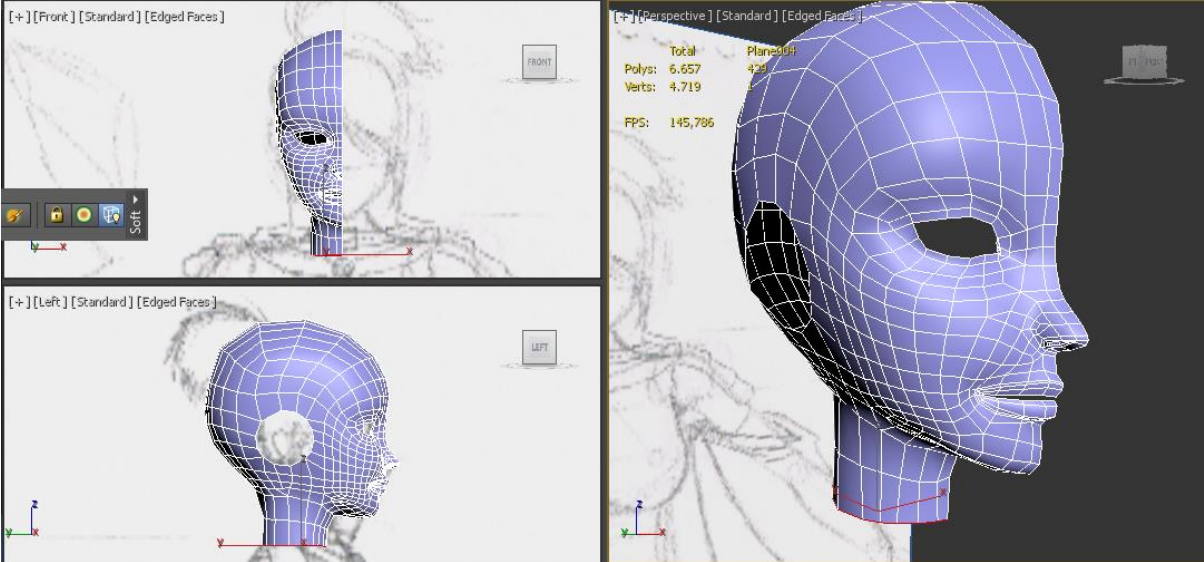 [+] [Front] [Standard] [Edged Faces]
FRONT
Soft
y x
x
[+] [Left] [Standard] [Edged Faces]
LEFT
z
y x
z
y x
[+] [Perspective] [Standard] [Edged Faces]
Total Plane004
Polys: 6.657 429
Verts: 4.719
FPS: 145,786
x
z
y x